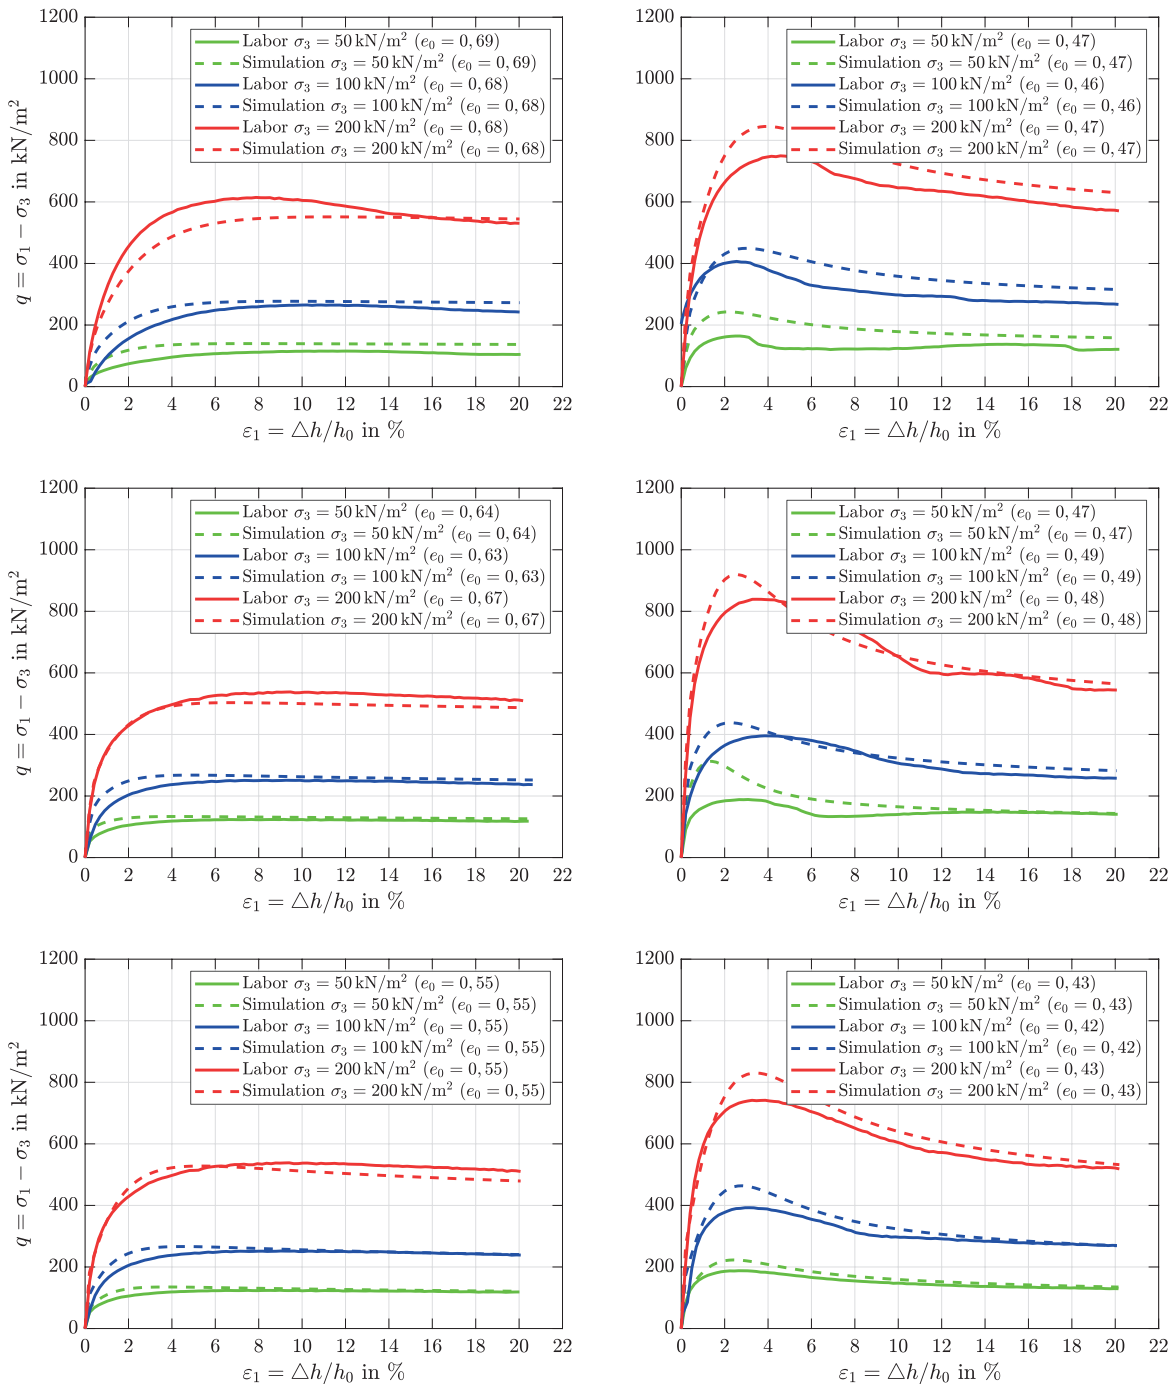 1200
1000
800
600
400
200
0
q = σ₁ − σ₃ in kN/m²
Labor σ₃ = 50 kN/m² (e₀ = 0,69)
Simulation σ₃ = 50 kN/m² (e₀ = 0,69)
Labor σ₃ = 100 kN/m² (e₀ = 0,68)
Simulation σ₃ = 100 kN/m² (e₀ = 0,68)
Labor σ₃ = 200 kN/m² (e₀ = 0,68)
Simulation σ₃ = 200 kN/m² (e₀ = 0,68)
0 2 4 6 8 10 12 14 16 18 20 22
ε₁ = △h/h₀ in %
1200
1000
800
600
400
200
0
Labor σ₃ = 50 kN/m² (e₀ = 0,47)
Simulation σ₃ = 50 kN/m² (e₀ = 0,47)
Labor σ₃ = 100 kN/m² (e₀ = 0,46)
Simulation σ₃ = 100 kN/m² (e₀ = 0,46)
Labor σ₃ = 200 kN/m² (e₀ = 0,47)
Simulation σ₃ = 200 kN/m² (e₀ = 0,47)
0 2 4 6 8 10 12 14 16 18 20 22
ε₁ = △h/h₀ in %
1200
1000
800
600
400
200
0
q = σ₁ − σ₃ in kN/m²
Labor σ₃ = 50 kN/m² (e₀ = 0,64)
Simulation σ₃ = 50 kN/m² (e₀ = 0,64)
Labor σ₃ = 100 kN/m² (e₀ = 0,63)
Simulation σ₃ = 100 kN/m² (e₀ = 0,63)
Labor σ₃ = 200 kN/m² (e₀ = 0,67)
Simulation σ₃ = 200 kN/m² (e₀ = 0,67)
0 2 4 6 8 10 12 14 16 18 20 22
ε₁ = △h/h₀ in %
1200
1000
800
600
400
200
0
Labor σ₃ = 50 kN/m² (e₀ = 0,47)
Simulation σ₃ = 50 kN/m² (e₀ = 0,47)
Labor σ₃ = 100 kN/m² (e₀ = 0,49)
Simulation σ₃ = 100 kN/m² (e₀ = 0,49)
Labor σ₃ = 200 kN/m² (e₀ = 0,48)
Simulation σ₃ = 200 kN/m² (e₀ = 0,48)
0 2 4 6 8 10 12 14 16 18 20 22
ε₁ = △h/h₀ in %
1200
1000
800
600
400
200
0
q = σ₁ − σ₃ in kN/m²
Labor σ₃ = 50 kN/m² (e₀ = 0,55)
Simulation σ₃ = 50 kN/m² (e₀ = 0,55)
Labor σ₃ = 100 kN/m² (e₀ = 0,55)
Simulation σ₃ = 100 kN/m² (e₀ = 0,55)
Labor σ₃ = 200 kN/m² (e₀ = 0,55)
Simulation σ₃ = 200 kN/m² (e₀ = 0,55)
0 2 4 6 8 10 12 14 16 18 20 22
ε₁ = △h/h₀ in %
1200
1000
800
600
400
200
0
Labor σ₃ = 50 kN/m² (e₀ = 0,43)
Simulation σ₃ = 50 kN/m² (e₀ = 0,43)
Labor σ₃ = 100 kN/m² (e₀ = 0,42)
Simulation σ₃ = 100 kN/m² (e₀ = 0,42)
Labor σ₃ = 200 kN/m² (e₀ = 0,43)
Simulation σ₃ = 200 kN/m² (e₀ = 0,43)
0 2 4 6 8 10 12 14 16 18 20 22
ε₁ = △h/h₀ in %